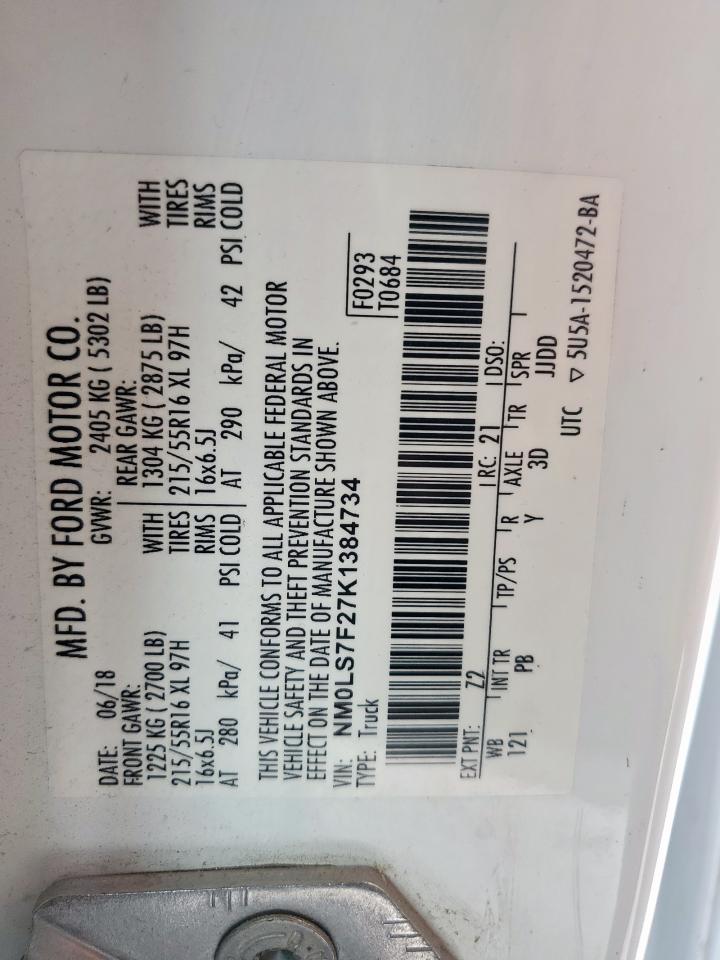 MFD. BY FORD MOTOR CO.
DATE: 06/18 GVWR: 2405 KG ( 5302 LB)
FRONT GAWR: REAR GAWR:
1225 KG ( 2700 LB) WITH 1304 KG ( 2875 LB) WITH
215/55R16 XL 97H TIRES 215/55R16 XL 97H TIRES
16x6.5J RIMS 16x6.5J RIMS
AT 280 kPa/ 41 PSI COLD AT 290 kPa/ 42 PSI COLD
THIS VEHICLE CONFORMS TO ALL APPLICABLE FEDERAL MOTOR
VEHICLE SAFETY AND THEFT PREVENTION STANDARDS IN
EFFECT ON THE DATE OF MANUFACTURE SHOWN ABOVE.
VIN: NM0LS7F27K1384734 F0293
TYPE: Truck T0684
EXT PNT: Z2 RC: 21 DSO:
WB INT TR TP/PS R AXLE TR SPR
121 PB Y 3D JJDD
UTC ▽ 5U5A-1520472-BA